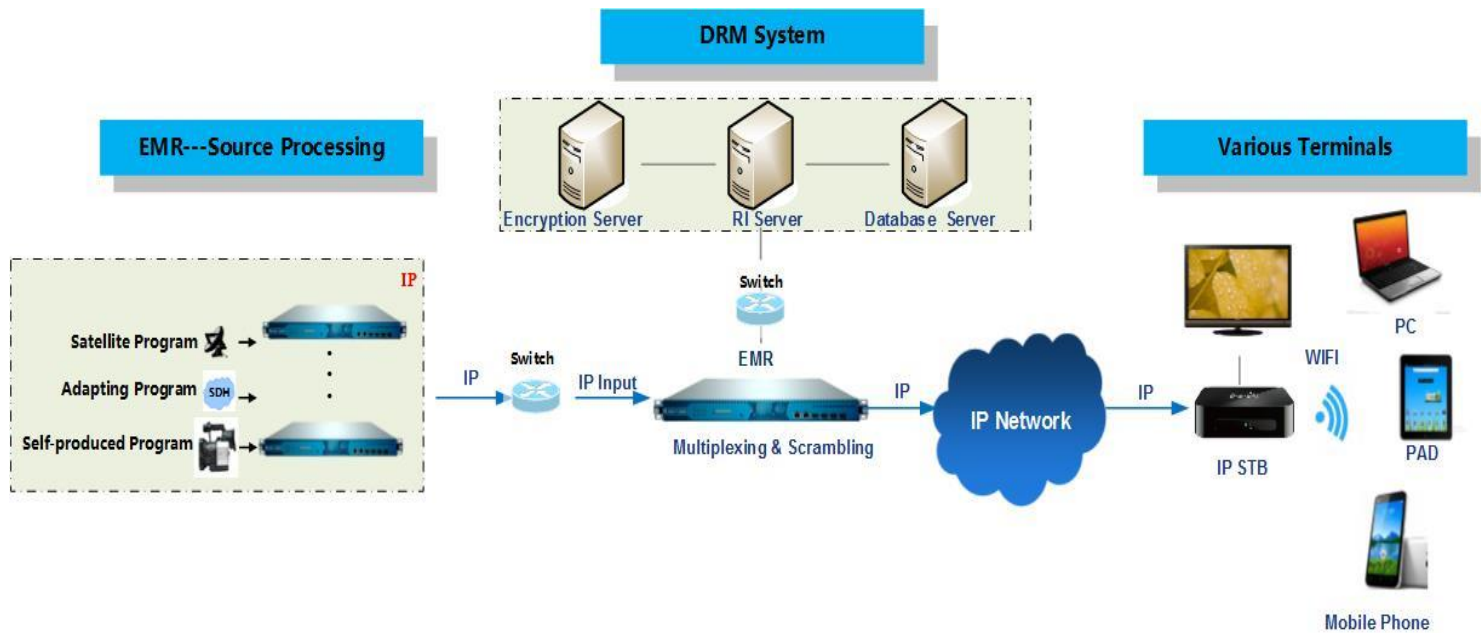 DRM System
EMR---Source Processing
Various Terminals
Encryption Server
RI Server
Database Server
IP
Satellite Program
Adapting Program
SDH
Self-produced Program
IP
Switch
IP Input
Switch
EMR
Multiplexing & Scrambling
IP
IP Network
IP
IP STB
WIFI
PC
PAD
Mobile Phone